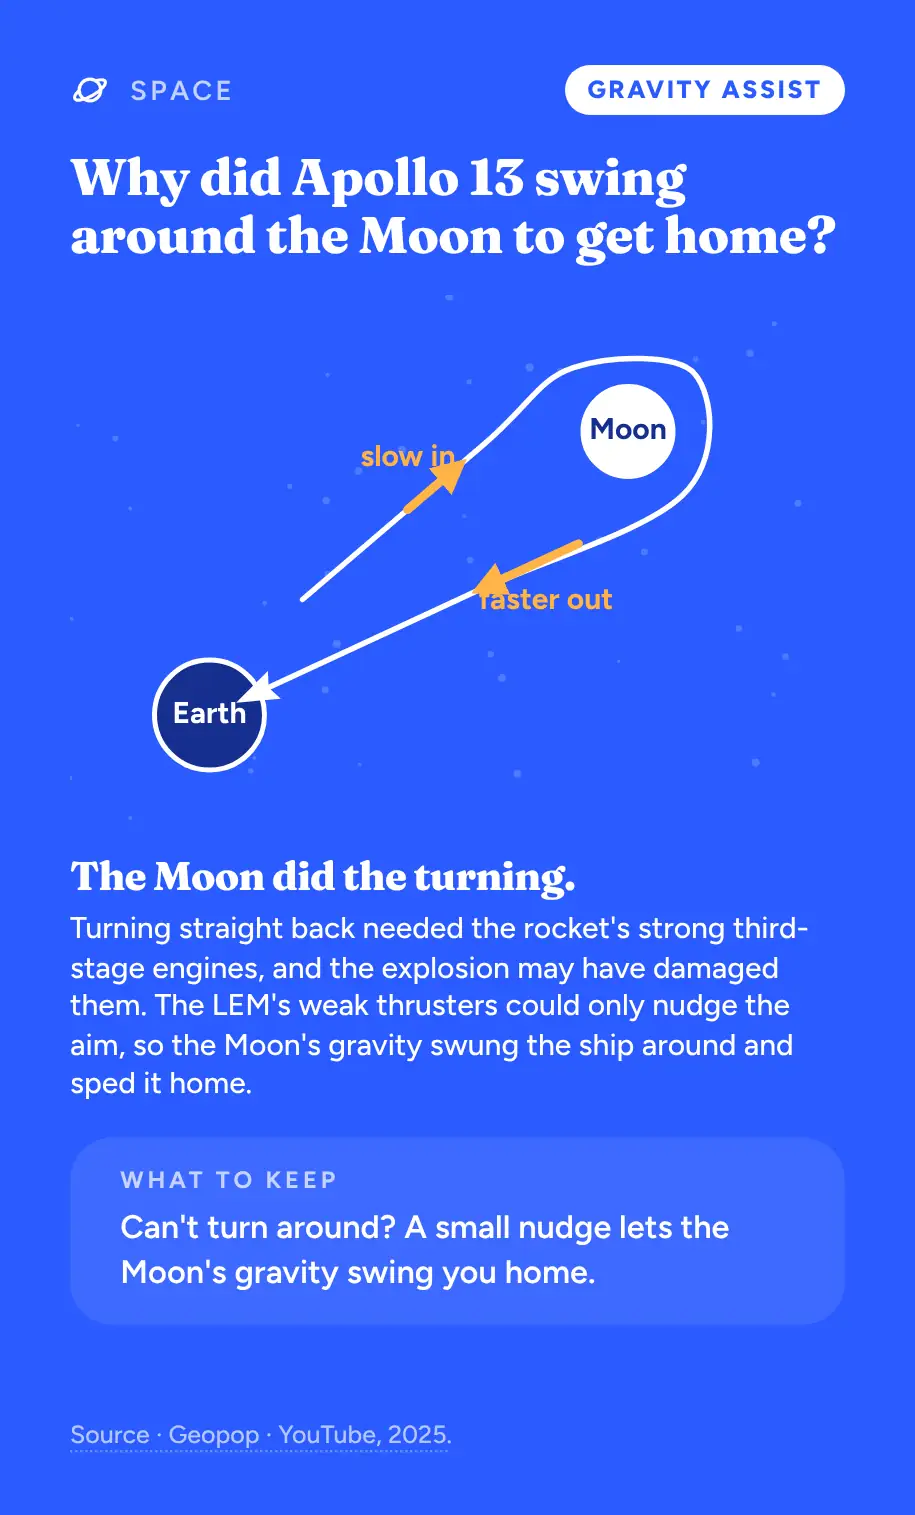 SPACE
GRAVITY ASSIST
Why did Apollo 13 swing
around the Moon to get home?
Moon
slow in
faster out
Earth
The Moon did the turning.
Turning straight back needed the rocket's strong third-
stage engines, and the explosion may have damaged
them. The LEM's weak thrusters could only nudge the
aim, so the Moon's gravity swung the ship around and
sped it home.
WHAT TO KEEP
Can't turn around? A small nudge lets the
Moon's gravity swing you home.
Source · Geopop · YouTube, 2025.